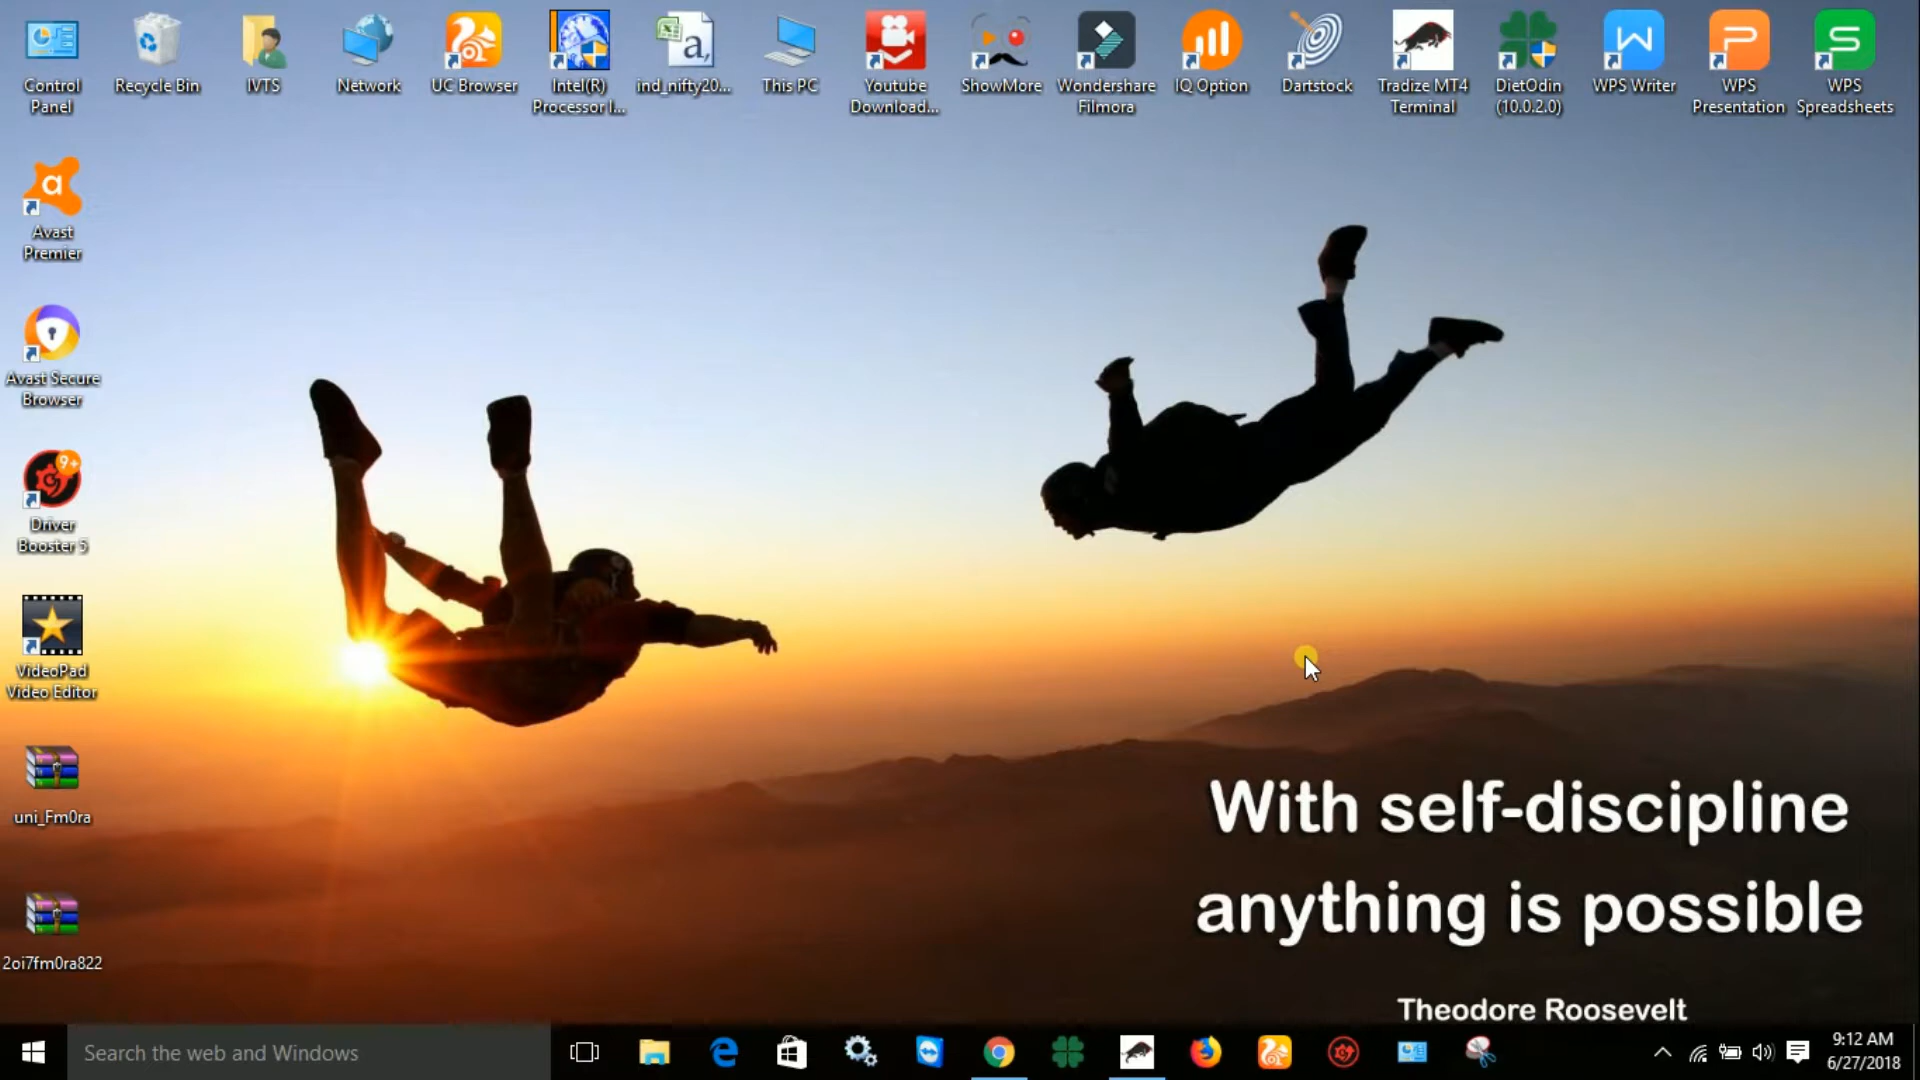 Control
Panel
Recycle Bin
IVTS
Network
UC Browser
Intel(R)
Processor I...
ind_nifty20...
This PC
Youtube
Download...
ShowMore
Wondershare
Filmora
IQ Option
Dartstock
Tradize MT4
Terminal
DietOdin
(10.0.2.0)
WPS Writer
WPS
Presentation
WPS
Spreadsheets
Avast
Premier
Avast Secure
Browser
9+
Driver
Booster 5
VideoPad
Video Editor
uni_Fm0ra
2oi7fm0ra822
With self-discipline
anything is possible
Theodore Roosevelt
Search the web and Windows
9:12 AM
6/27/2018